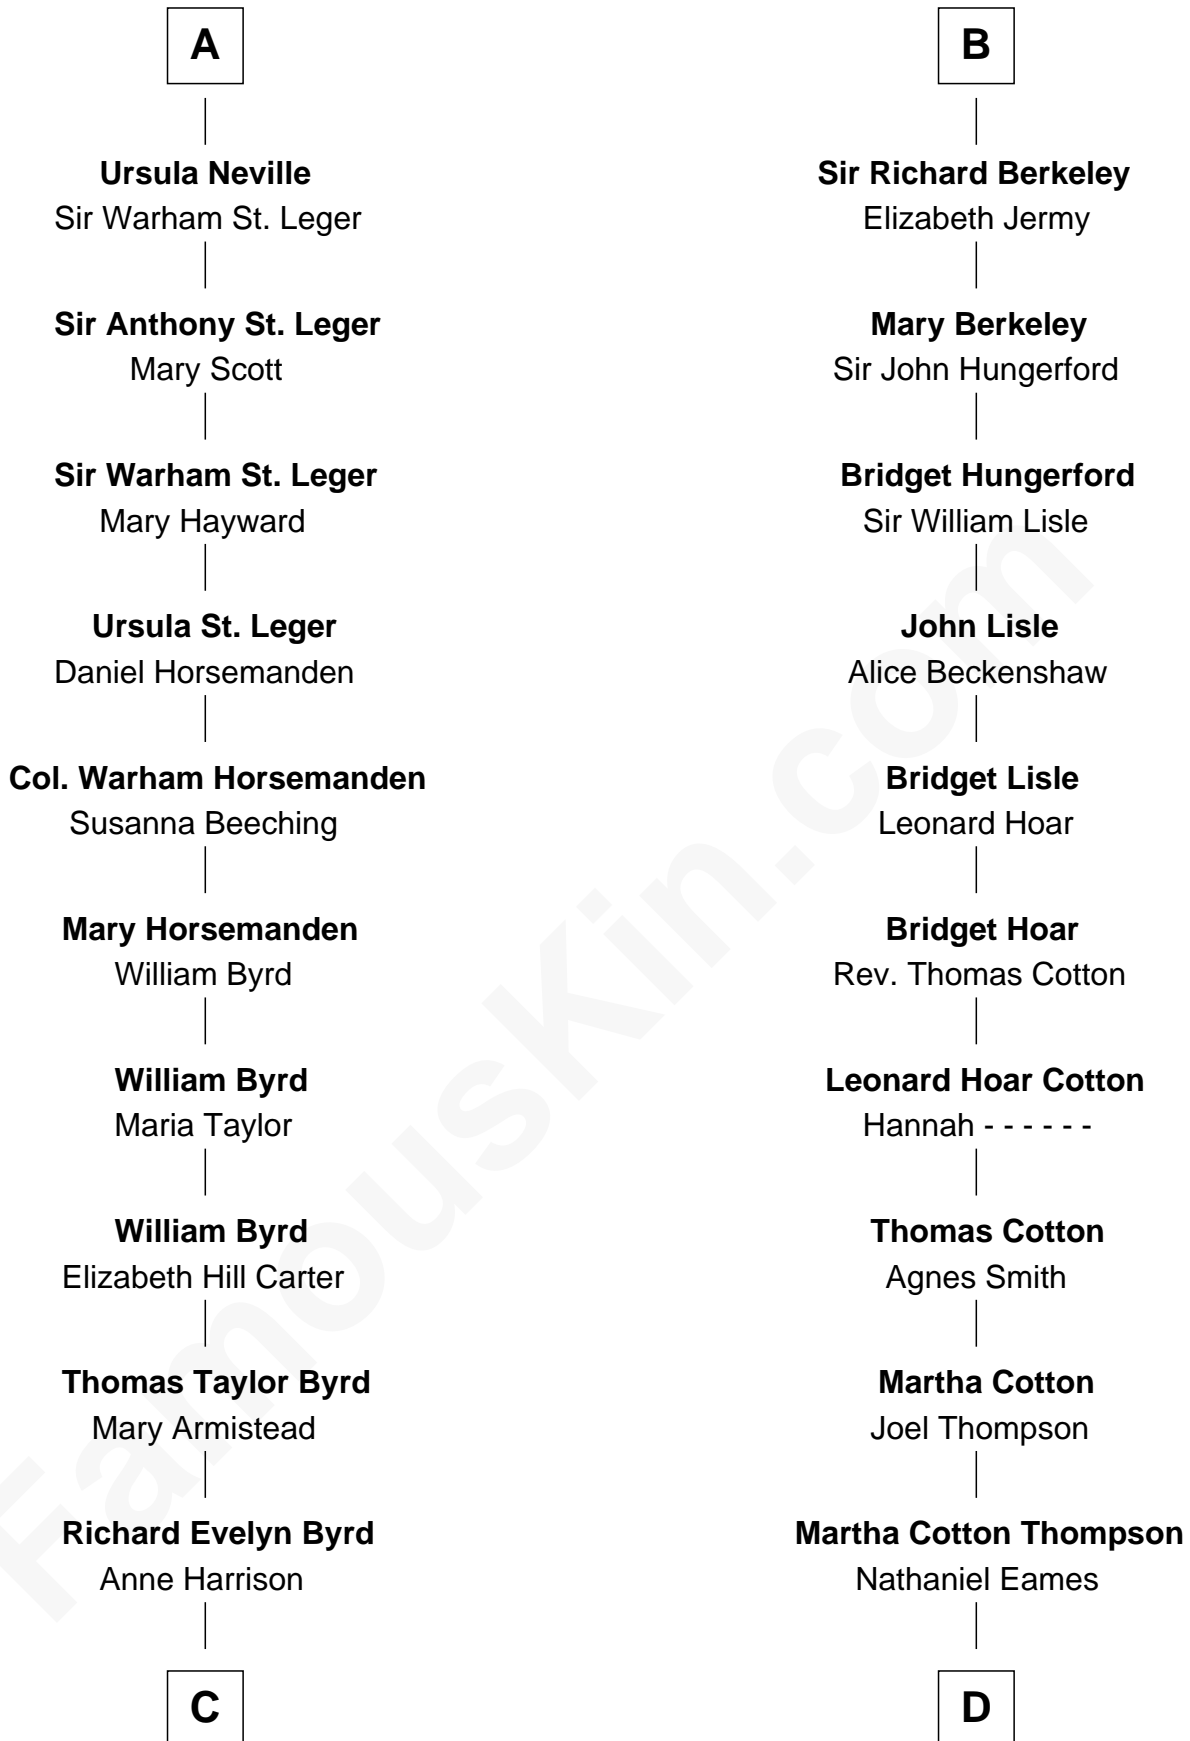 A
Ursula Neville
Sir Warham St. Leger
Sir Anthony St. Leger
Mary Scott
Sir Warham St. Leger
Mary Hayward
Ursula St. Leger
Daniel Horsemanden
Col. Warham Horsemanden
Susanna Beeching
Mary Horsemanden
William Byrd
William Byrd
Maria Taylor
William Byrd
Elizabeth Hill Carter
Thomas Taylor Byrd
Mary Armistead
Richard Evelyn Byrd
Anne Harrison
C
B
Sir Richard Berkeley
Elizabeth Jermy
Mary Berkeley
Sir John Hungerford
Bridget Hungerford
Sir William Lisle
John Lisle
Alice Beckenshaw
Bridget Lisle
Leonard Hoar
Bridget Hoar
Rev. Thomas Cotton
Leonard Hoar Cotton
Hannah - - - - - -
Thomas Cotton
Agnes Smith
Martha Cotton
Joel Thompson
Martha Cotton Thompson
Nathaniel Eames
D
FamousKin.com